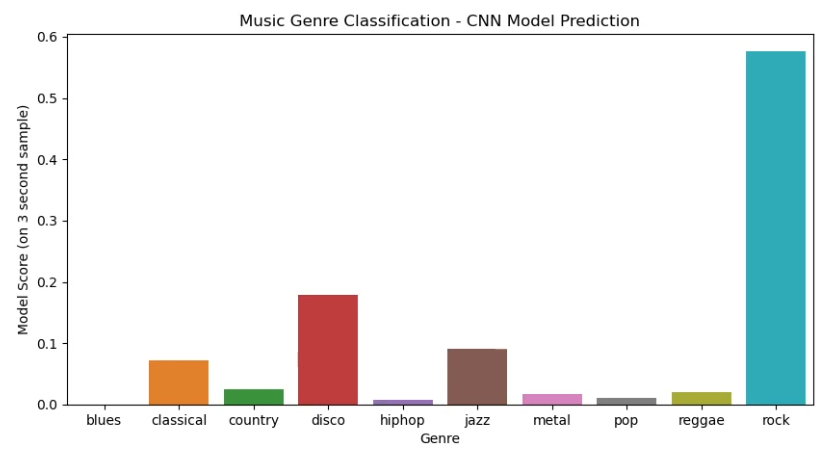 Music Genre Classification - CNN Model Prediction
Model Score (on 3 second sample)
0.6
0.5
0.4
0.3
0.2
0.1
0.0
blues classical country disco hiphop jazz metal pop reggae rock
Genre